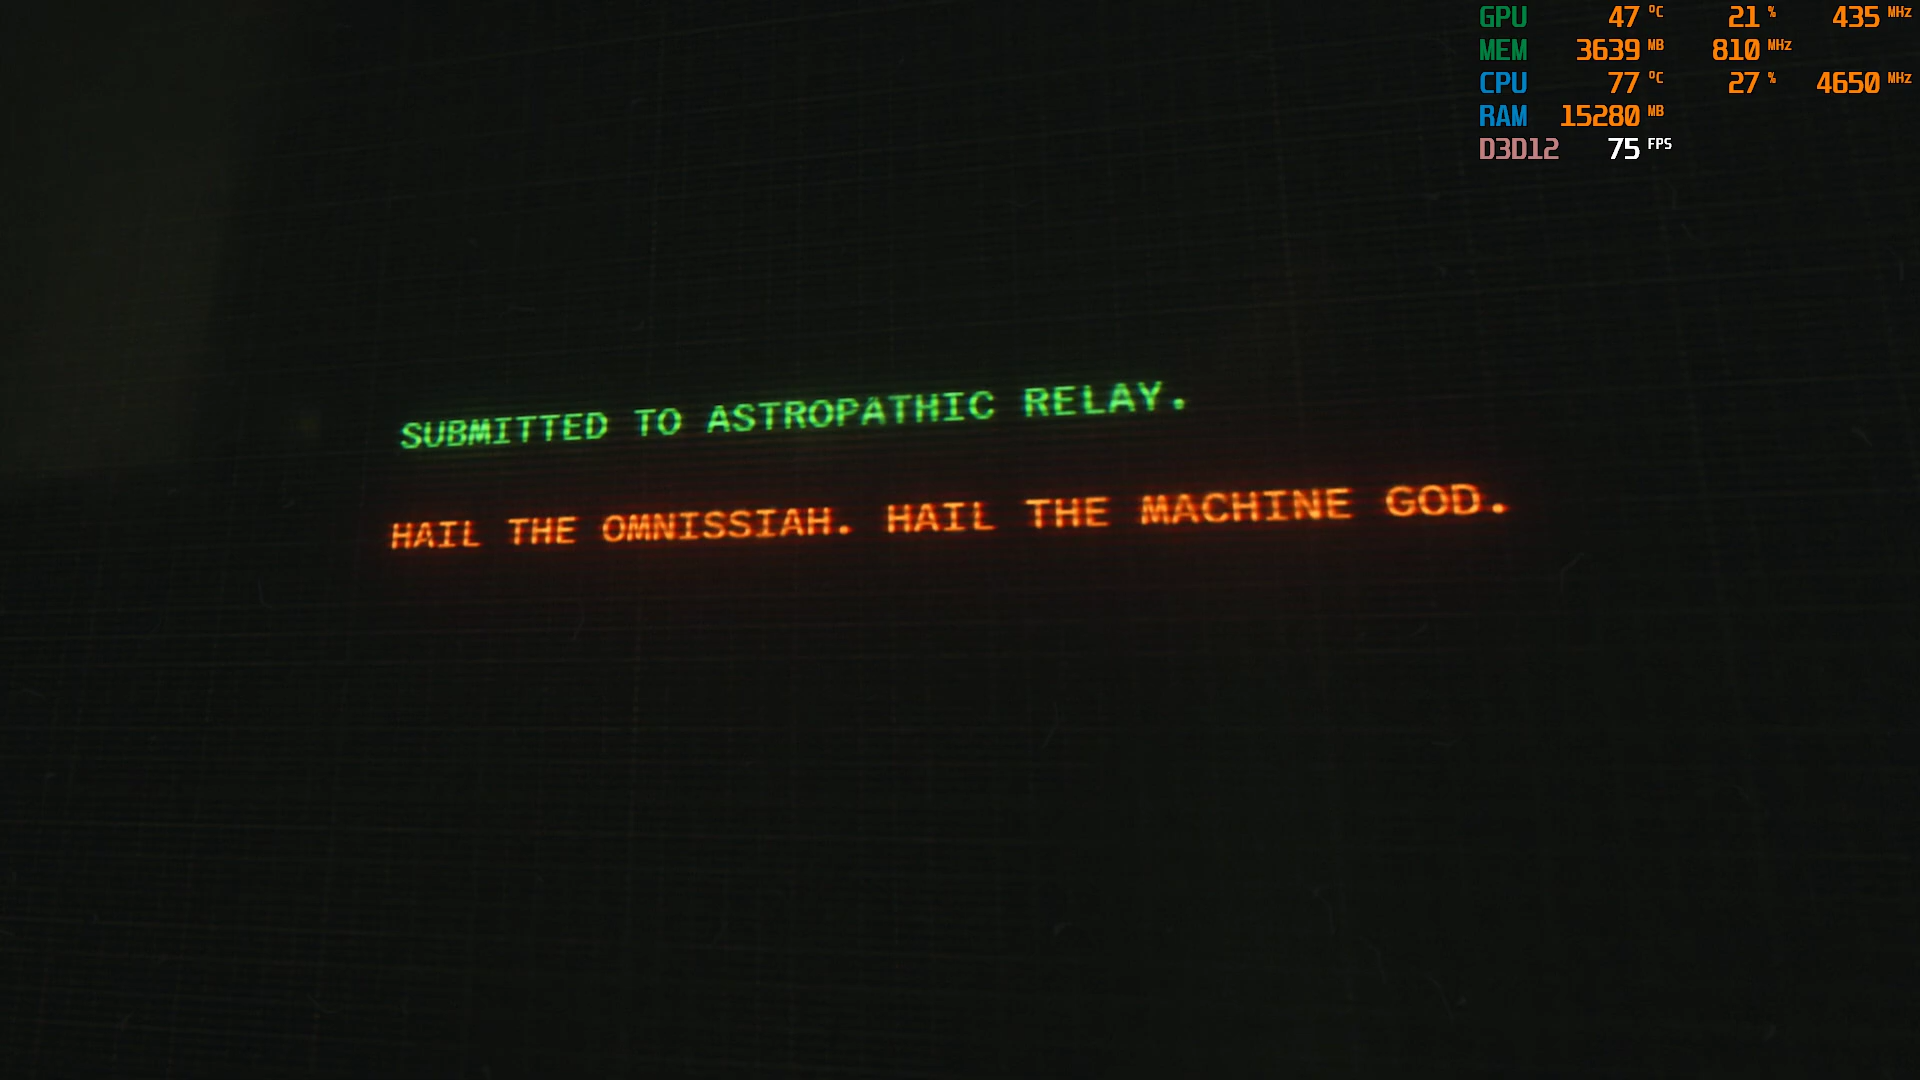 GPU 47 °C 21 % 435 MHz
MEM 3639 MB 810 MHz
CPU 77 °C 27 % 4650 MHz
RAM 15280 MB
D3D12 75 FPS
SUBMITTED TO ASTROPATHIC RELAY.
HAIL THE OMNISSIAH. HAIL THE MACHINE GOD.